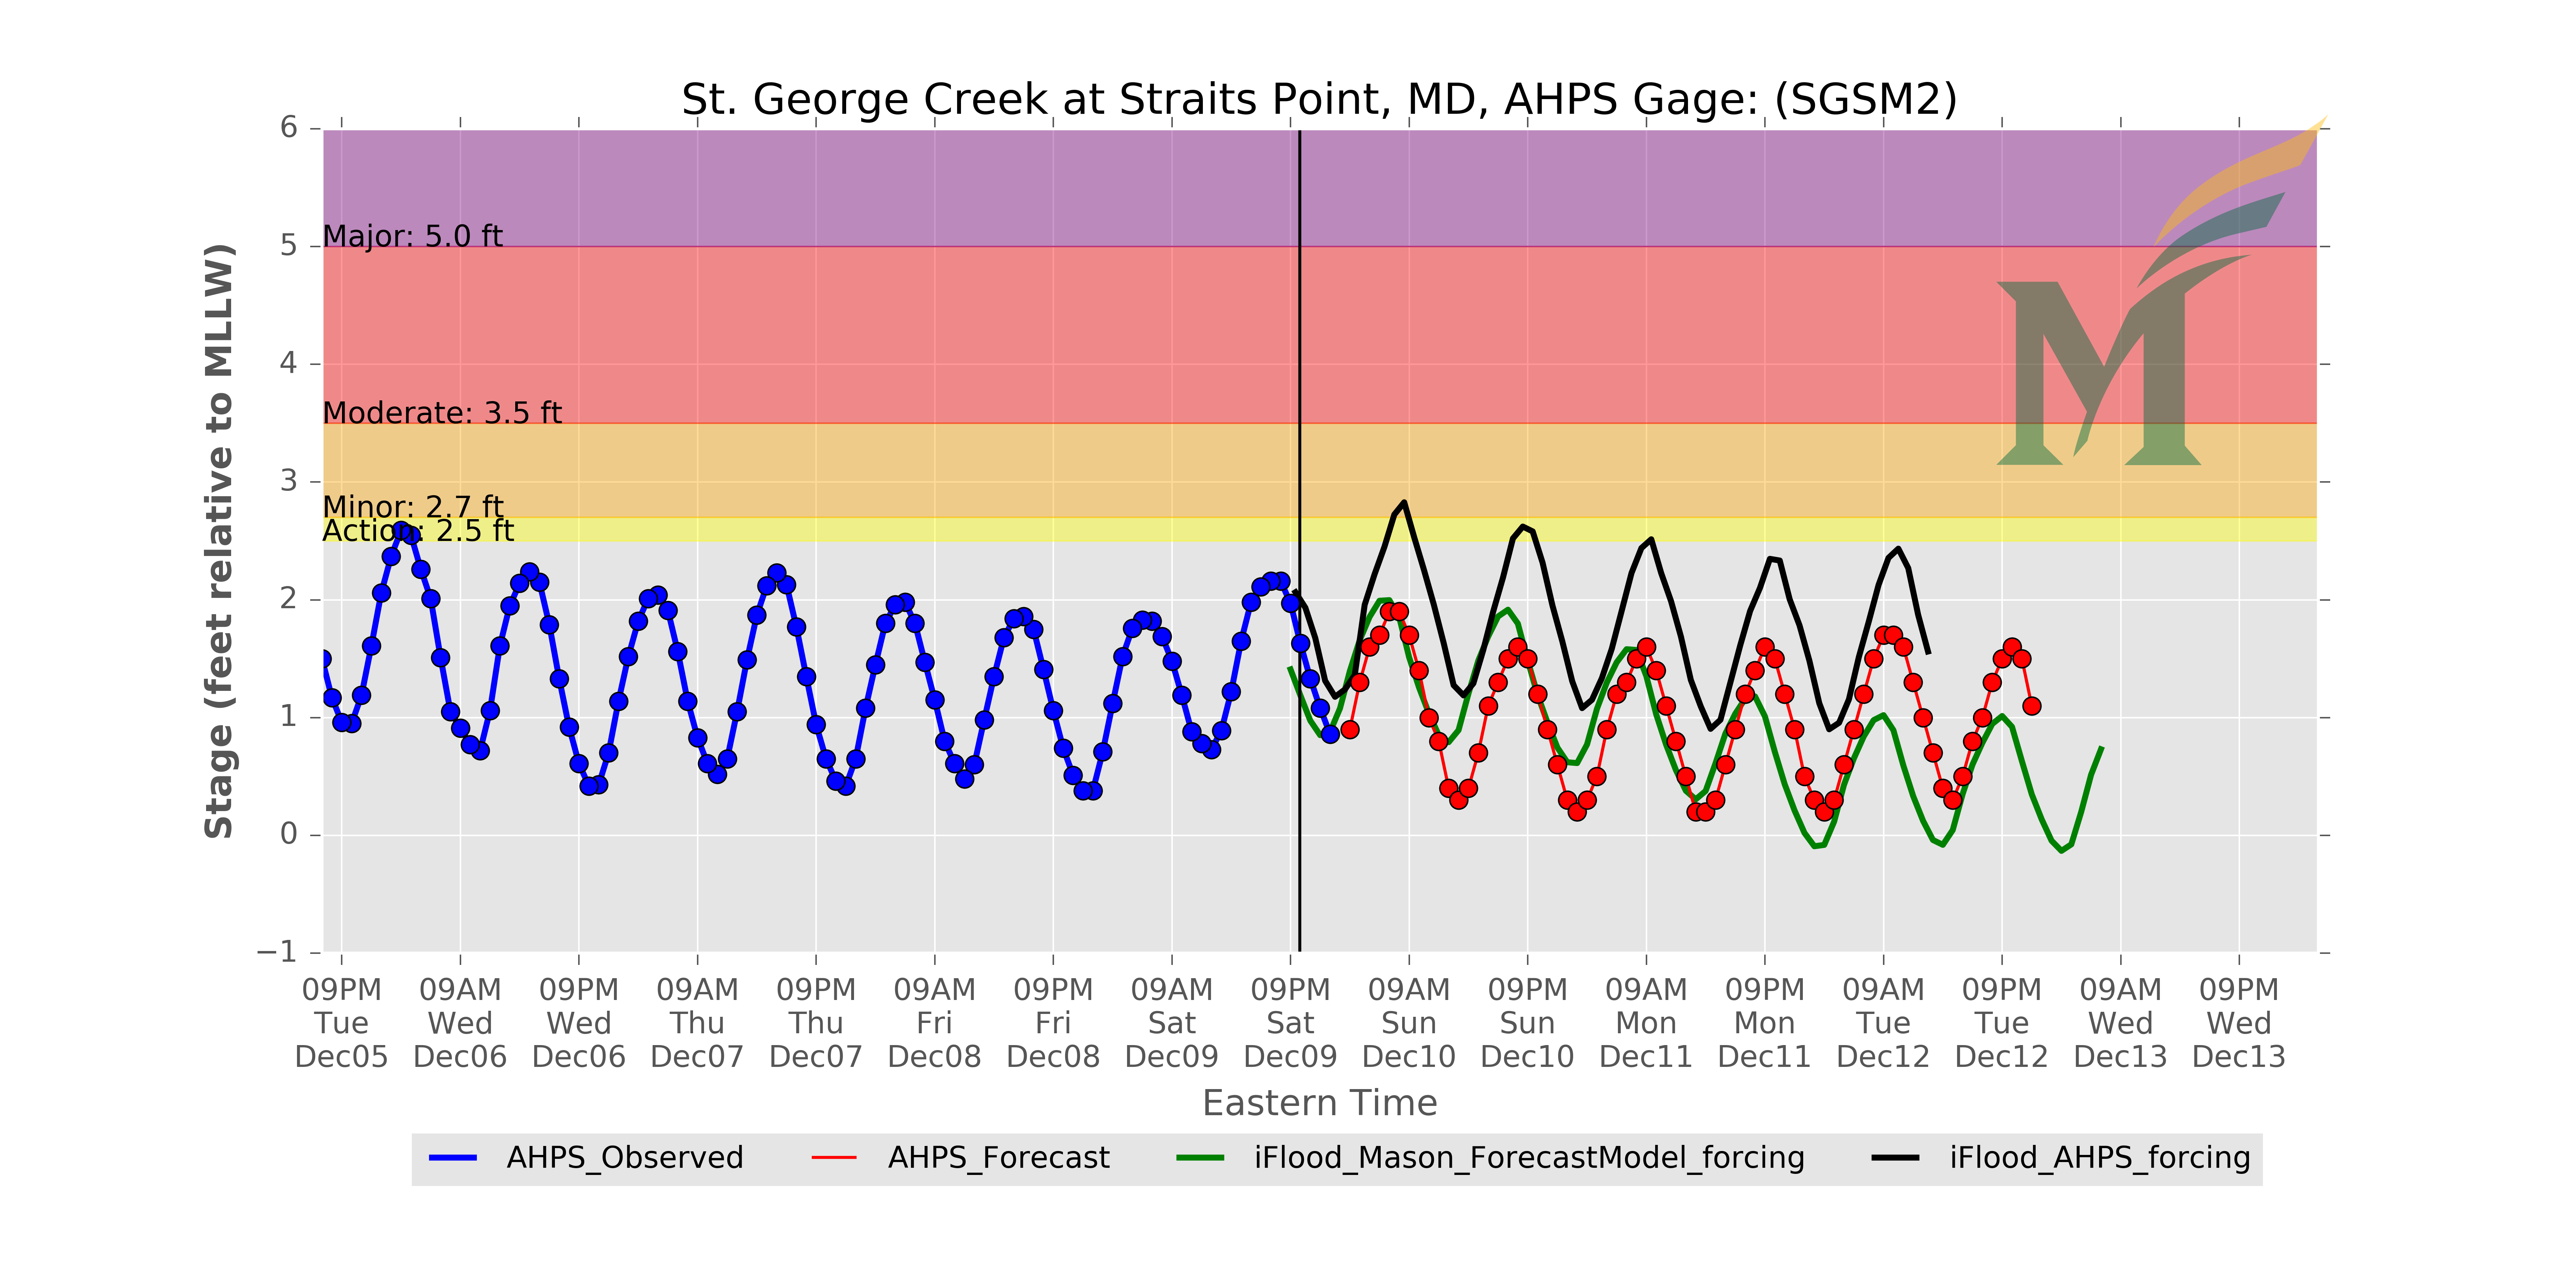 St. George Creek at Straits Point, MD, AHPS Gage: (SGSM2)
Stage (feet relative to MLLW)
6
5
4
3
2
1
0
−1
Major: 5.0 ft
Moderate: 3.5 ft
Minor: 2.7 ft
Action: 2.5 ft
M
09PM 09AM 09PM 09AM 09PM 09AM 09PM 09AM 09PM 09AM 09PM 09AM 09PM 09AM 09PM 09AM 09PM
Tue Wed Wed Thu Thu Fri Fri Sat Sat Sun Sun Mon Mon Tue Tue Wed Wed
Dec05 Dec06 Dec06 Dec07 Dec07 Dec08 Dec08 Dec09 Dec09 Dec10 Dec10 Dec11 Dec11 Dec12 Dec12 Dec13 Dec13
Eastern Time
AHPS_Observed AHPS_Forecast iFlood_Mason_ForecastModel_forcing iFlood_AHPS_forcing